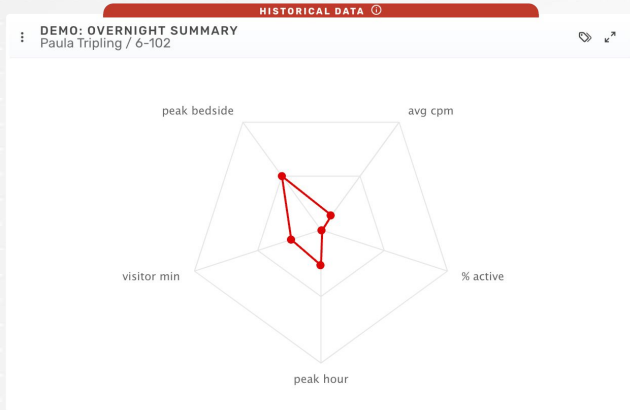 HISTORICAL DATA
DEMO: OVERNIGHT SUMMARY
Paula Tripling / 6-102
peak bedside
avg cpm
visitor min
% active
peak hour